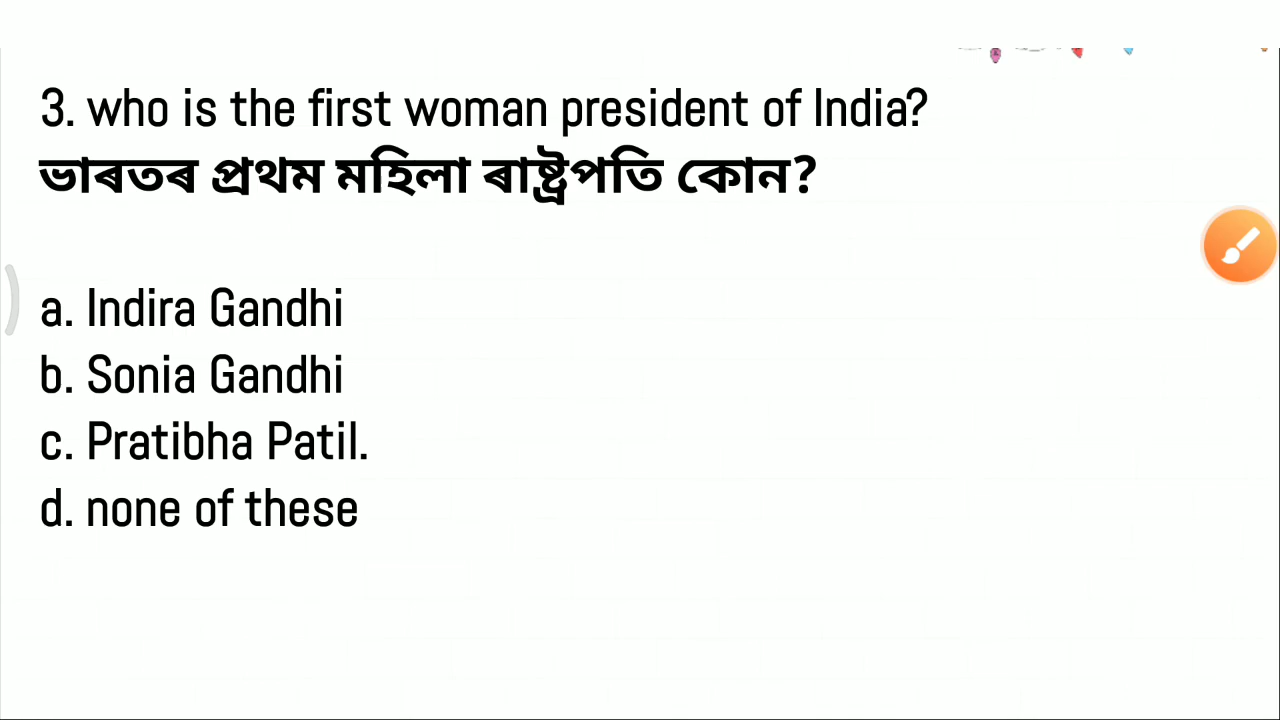 3. who is the first woman president of India?
ভাৰতৰ প্ৰথম মহিলা ৰাষ্ট্ৰপতি কোন?
a. Indira Gandhi
b. Sonia Gandhi
c. Pratibha Patil.
d. none of these